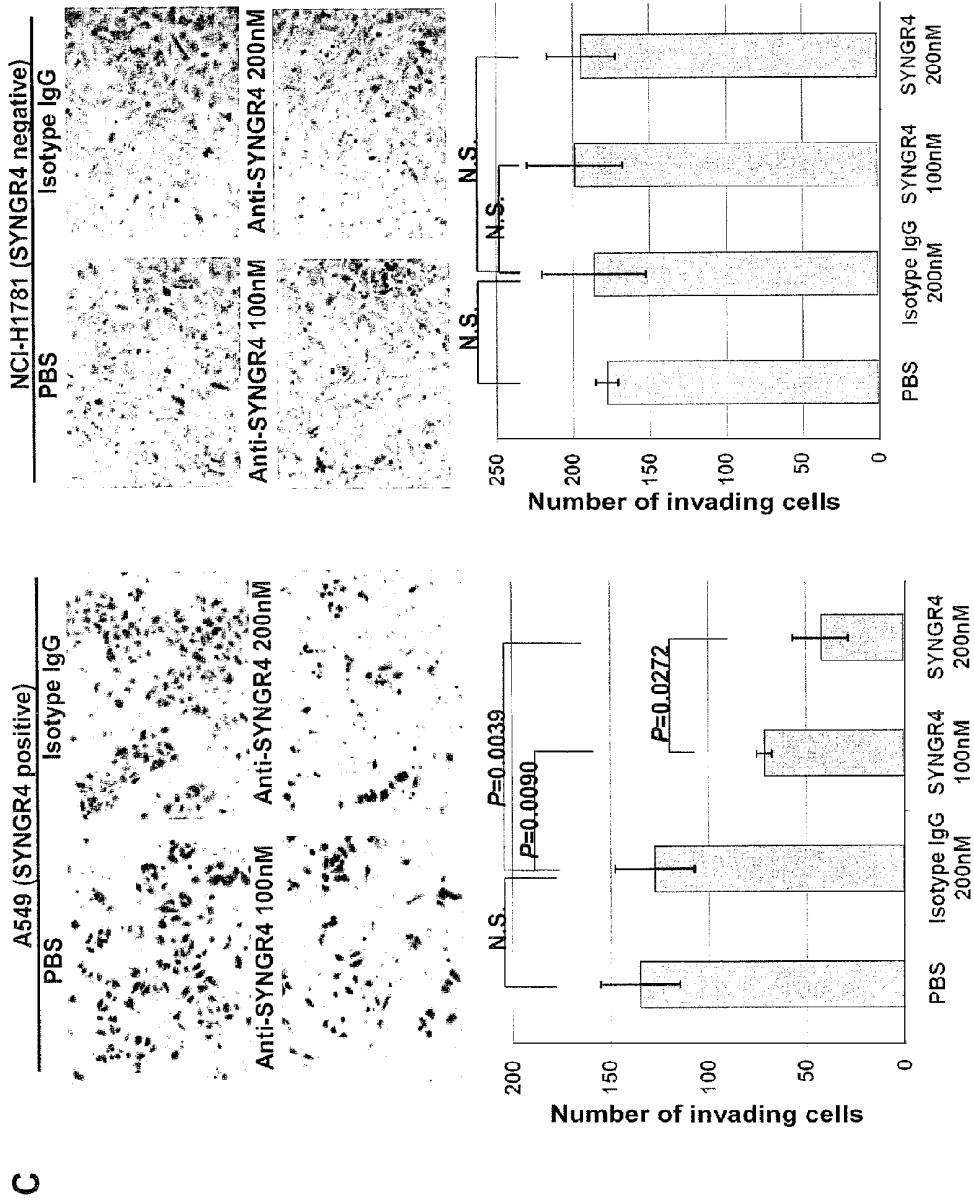 C
A549 (SYNGR4 positive)
PBS
Isotype IgG
Anti-SYNGR4 100nM
Anti-SYNGR4 200nM
Number of invading cells
200
150
100
50
0
N.S.
P=0.0039
P=0.0090
P=0.0272
PBS
Isotype IgG
200nM
SYNGR4
100nM
SYNGR4
200nM
NCI-H1781 (SYNGR4 negative)
PBS
Isotype IgG
Anti-SYNGR4 100nM
Anti-SYNGR4 200nM
Number of invading cells
250
200
150
100
50
0
N.S.
N.S.
N.S.
PBS
Isotype IgG
200nM
SYNGR4
100nM
SYNGR4
200nM